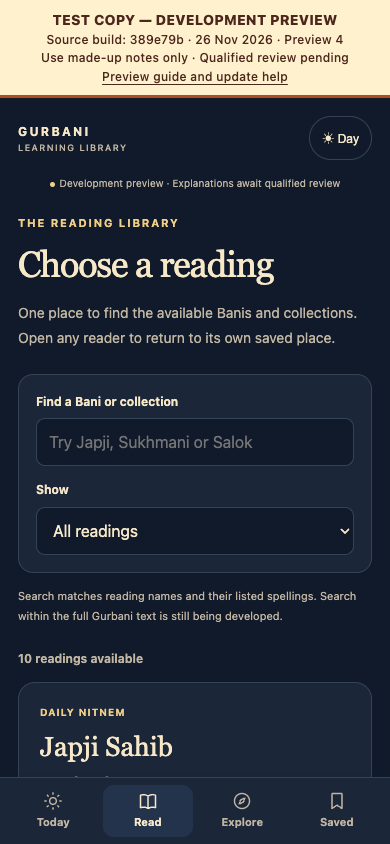 TEST COPY — DEVELOPMENT PREVIEW
Source build: 389e79b · 26 Nov 2026 · Preview 4
Use made-up notes only · Qualified review pending
Preview guide and update help
GURBANI
LEARNING LIBRARY
☀ Day
Development preview · Explanations await qualified review
THE READING LIBRARY
Choose a reading
One place to find the available Banis and collections.
Open any reader to return to its own saved place.
Find a Bani or collection
Try Japji, Sukhmani or Salok
Show
All readings
Search matches reading names and their listed spellings. Search
within the full Gurbani text is still being developed.
10 readings available
DAILY NITNEM
Japji Sahib
Today
Read
Explore
Saved